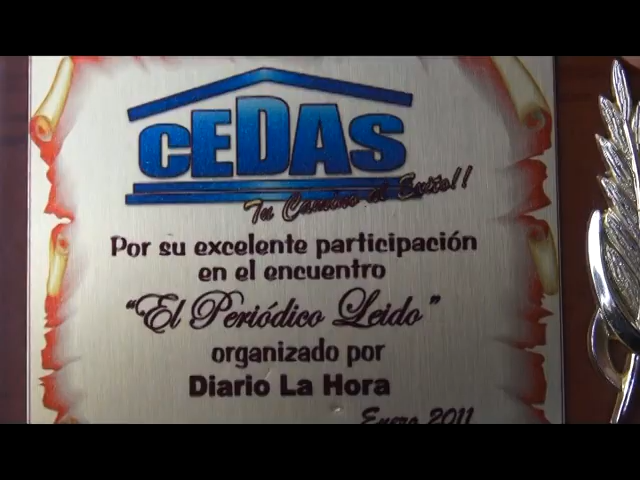 CEDAS
Tu Camino al Exito!!
Por su excelente participación
en el encuentro
"El Periódico Leido"
organizado por
Diario La Hora
Enero 2011